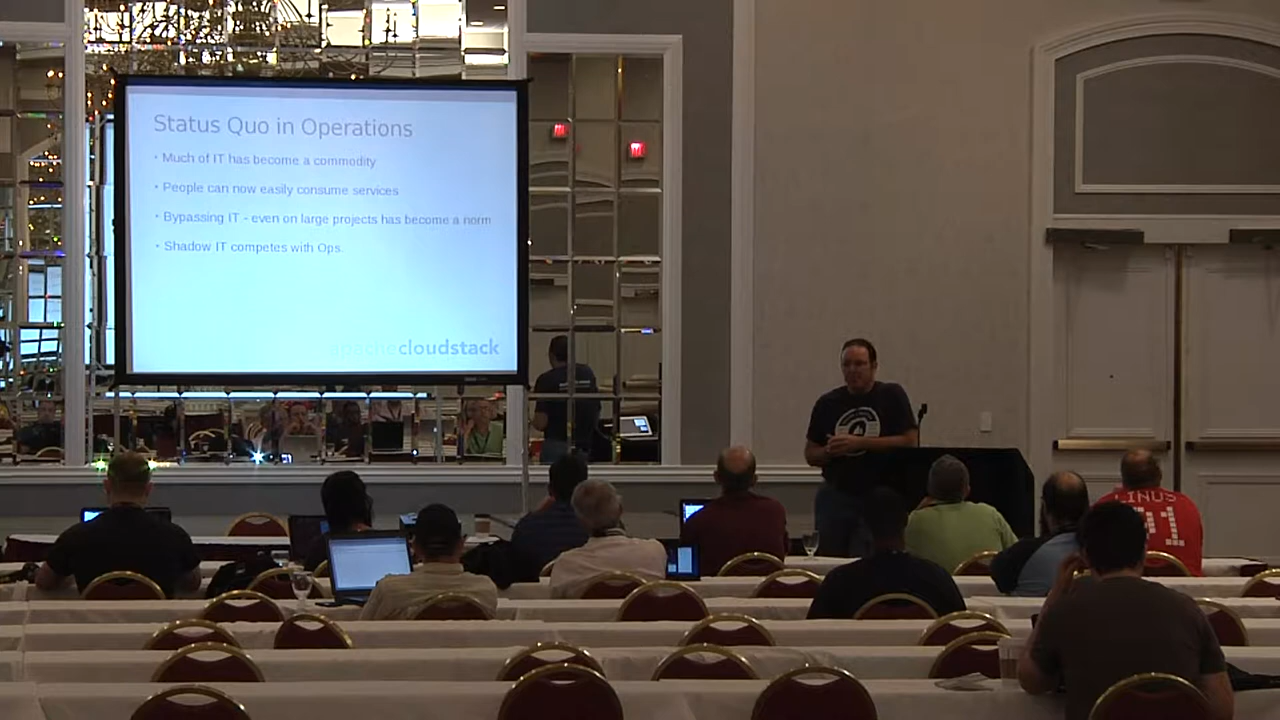 Status Quo in Operations
• Much of IT has become a commodity
• People can now easily consume services
• Bypassing IT - even on large projects has become a norm
• Shadow IT competes with Ops.
apachecloudstack
LINUS